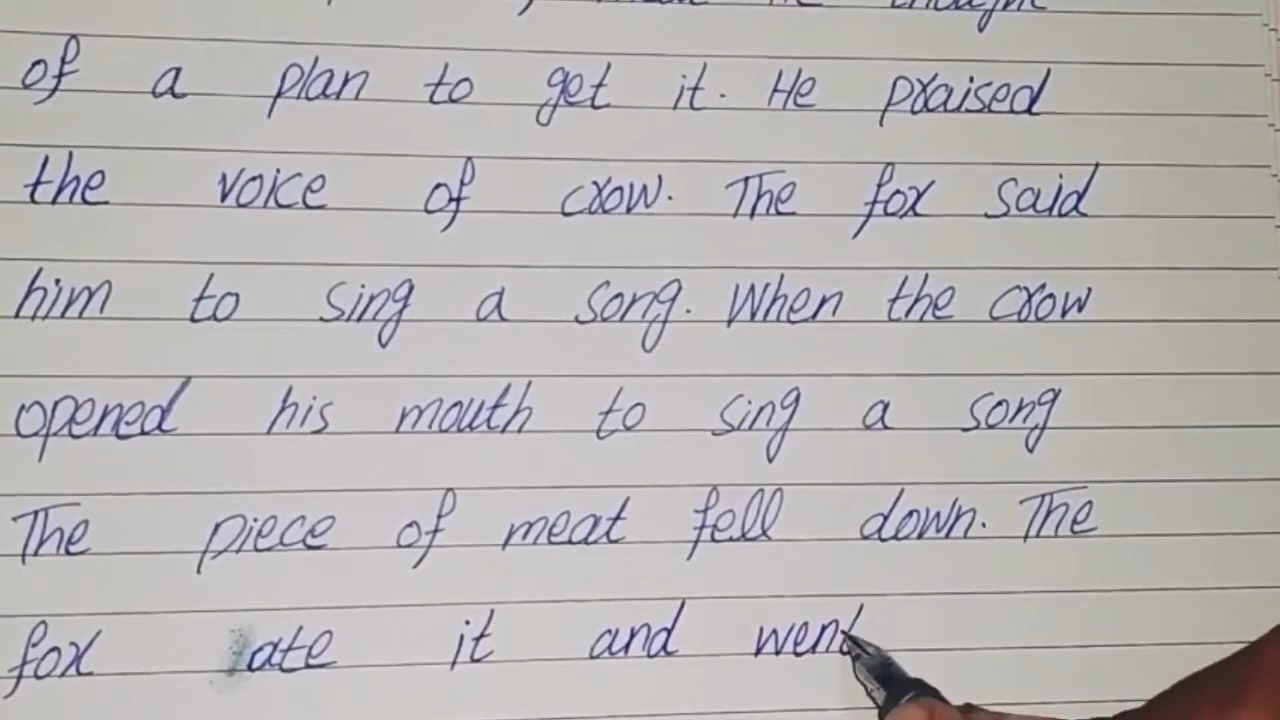 thought
of a plan to get it. He praised
the voice of crow. The fox said
him to sing a song. When the crow
opened his mouth to sing a song
The piece of meat fell down. The
fox ate it and went